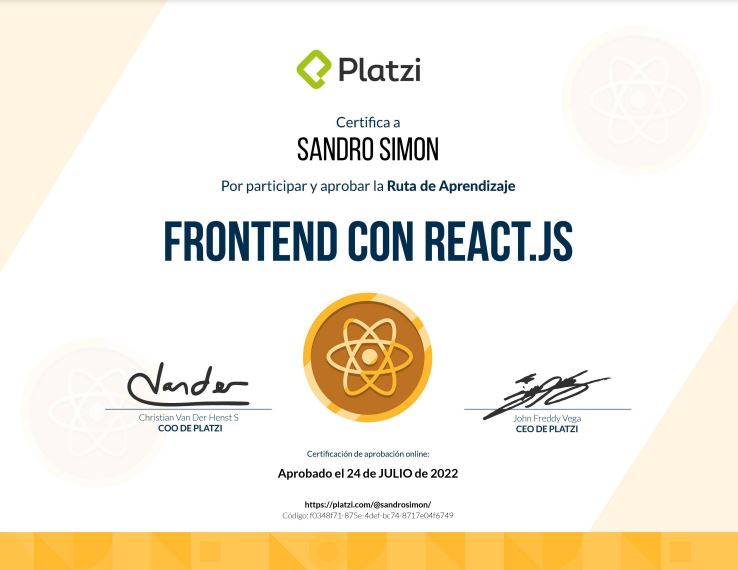 Platzi
Certifica a
SANDRO SIMON
Por participar y aprobar la Ruta de Aprendizaje
FRONTEND CON REACT.JS
Vander
Christian Van Der Henst S
COO DE PLATZI
John Freddy Vega
CEO DE PLATZI
Certificación de aprobación online:
Aprobado el 24 de JULIO de 2022
https://platzi.com/@sandrosimon/
Código: f0348f71-875e-4def-bc74-8717e04f6749